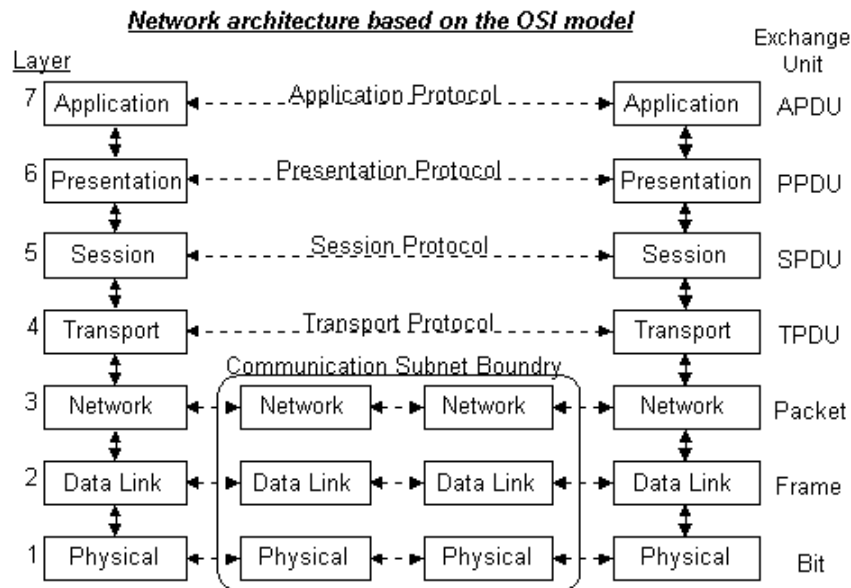 Network architecture based on the OSI model
Exchange
Unit
Layer
7 Application Application Protocol Application APDU
6 Presentation Presentation Protocol Presentation PPDU
5 Session Session Protocol Session SPDU
4 Transport Transport Protocol Transport TPDU
Communication Subnet Boundry
3 Network Network Network Network Packet
2 Data Link Data Link Data Link Data Link Frame
1 Physical Physical Physical Physical Bit